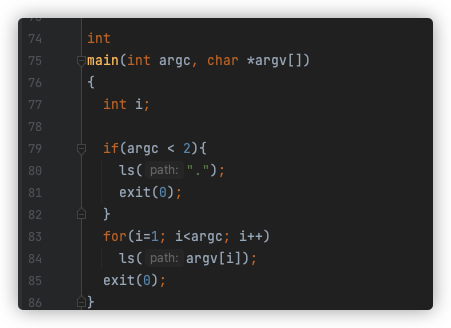 74 int
75 main(int argc, char *argv[])
76 {
77   int i;
78
79   if(argc < 2){
80     ls( path: ".");
81     exit(0);
82   }
83   for(i=1; i<argc; i++)
84     ls( path: argv[i]);
85   exit(0);
86 }